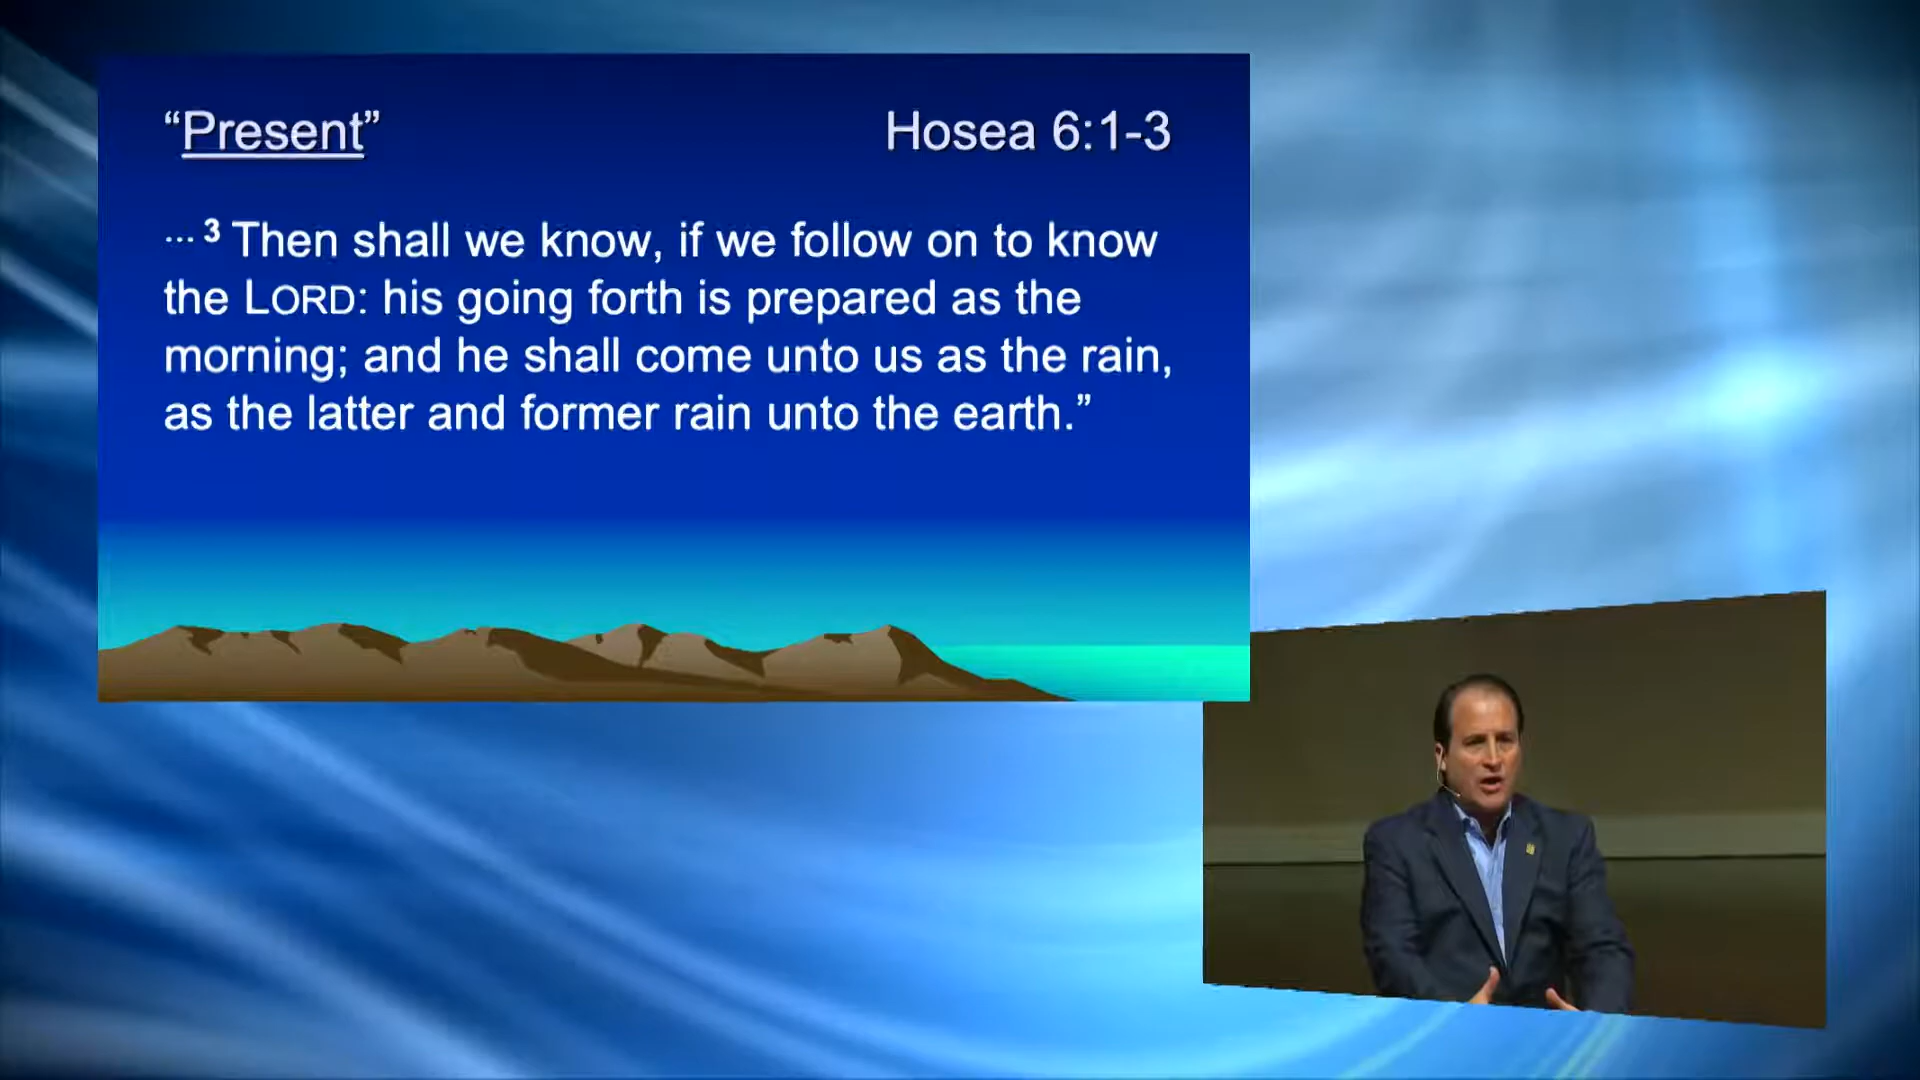 “Present” Hosea 6:1-3
... 3 Then shall we know, if we follow on to know
the LORD: his going forth is prepared as the
morning; and he shall come unto us as the rain,
as the latter and former rain unto the earth.”